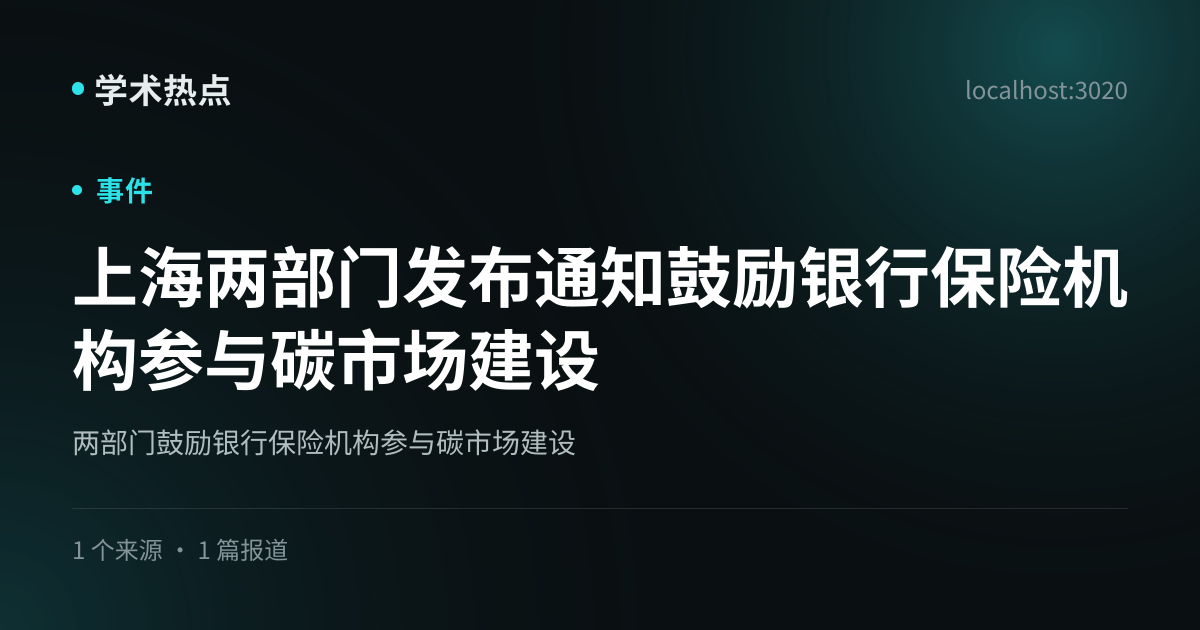 学术热点
localhost:3020
事件
上海两部门发布通知鼓励银行保险机
构参与碳市场建设
两部门鼓励银行保险机构参与碳市场建设
1 个来源 · 1 篇报道